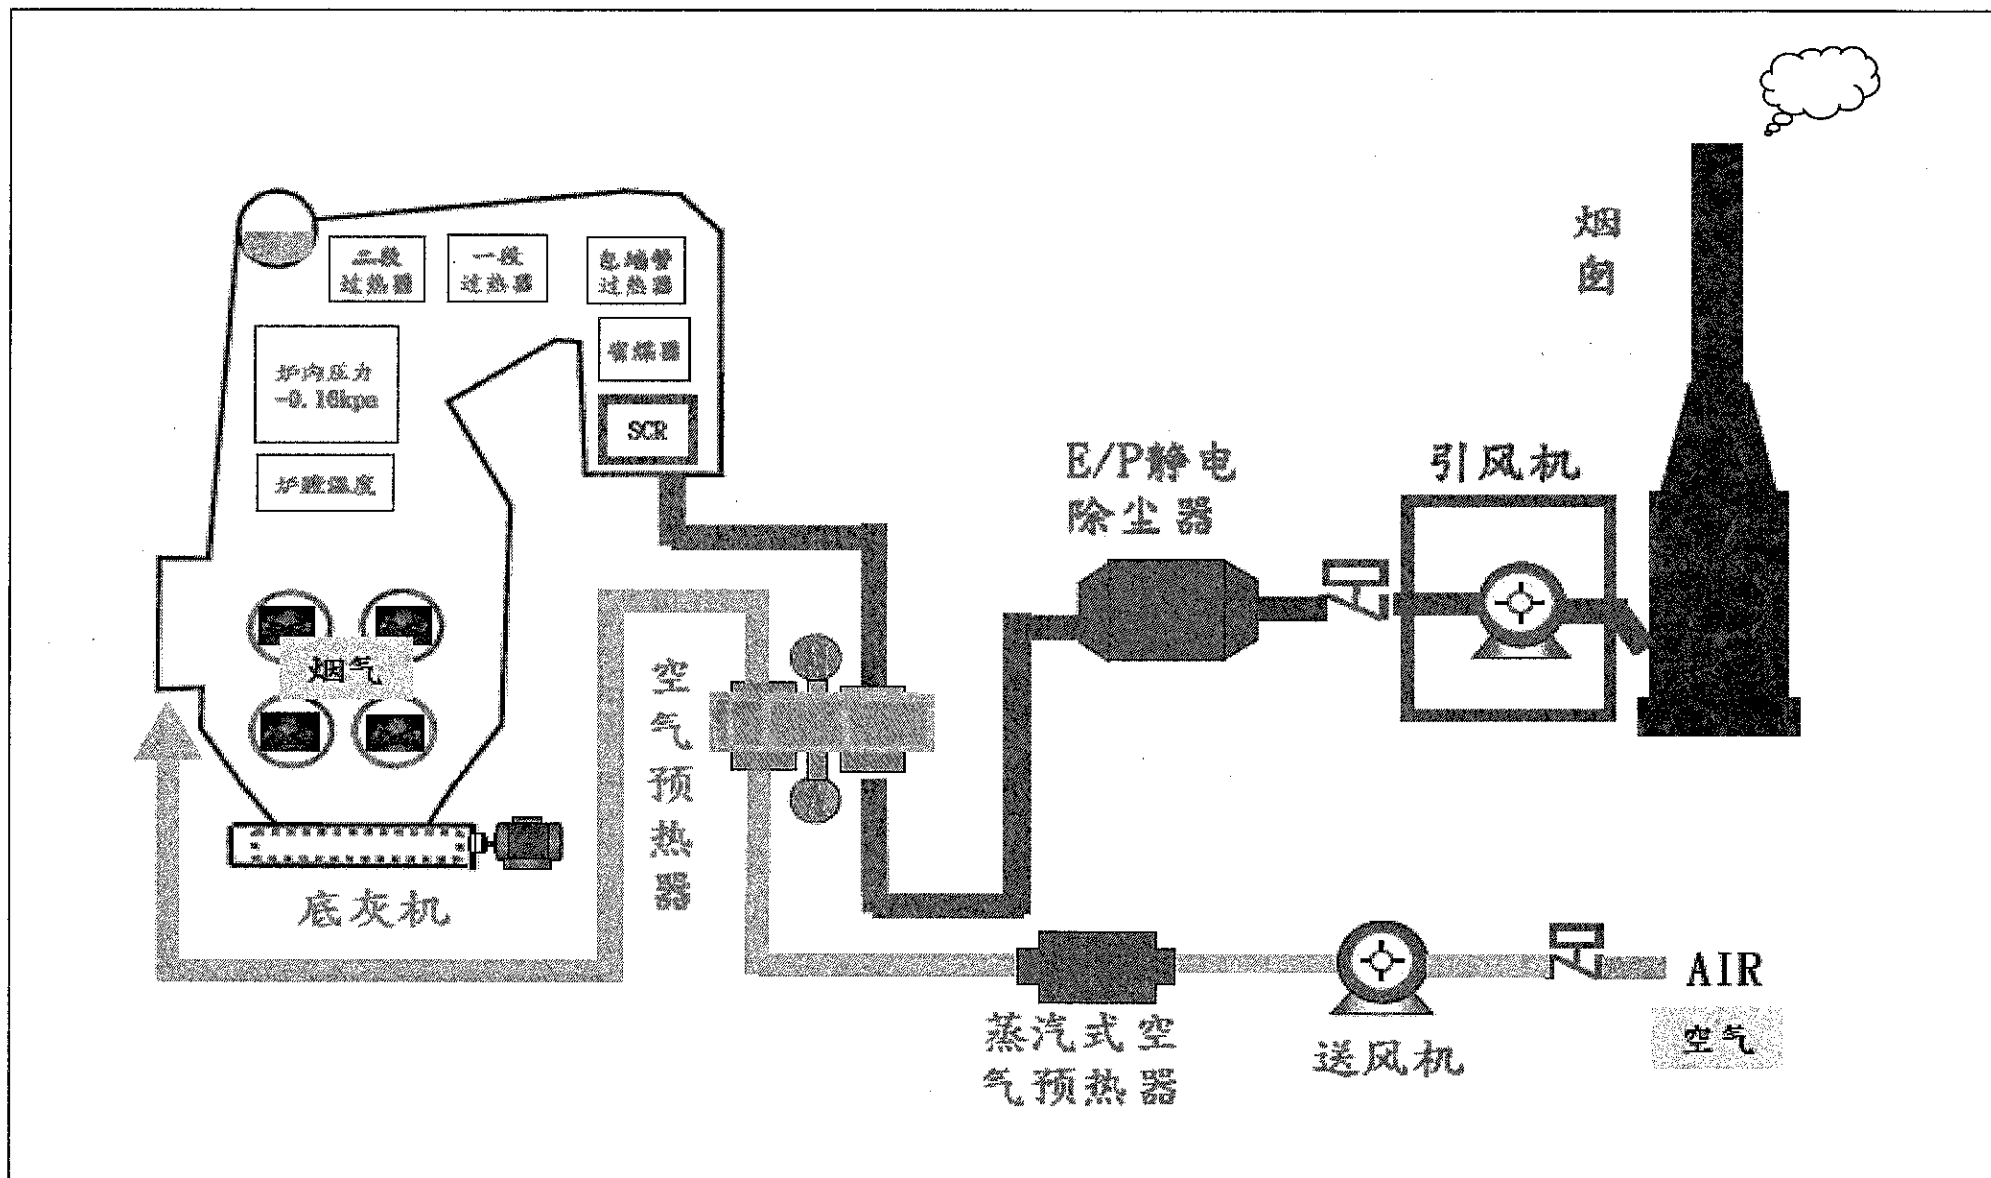 烟
囱
二段
过热器
一段
过热器
包墙管
过热器
省煤器
炉内压力
-0.16kpa
SCR
炉膛温度
E/P静电
除尘器
引风机
烟气
空
气
预
热
器
底灰机
AIR
空气
蒸汽式空
气预热器
送风机